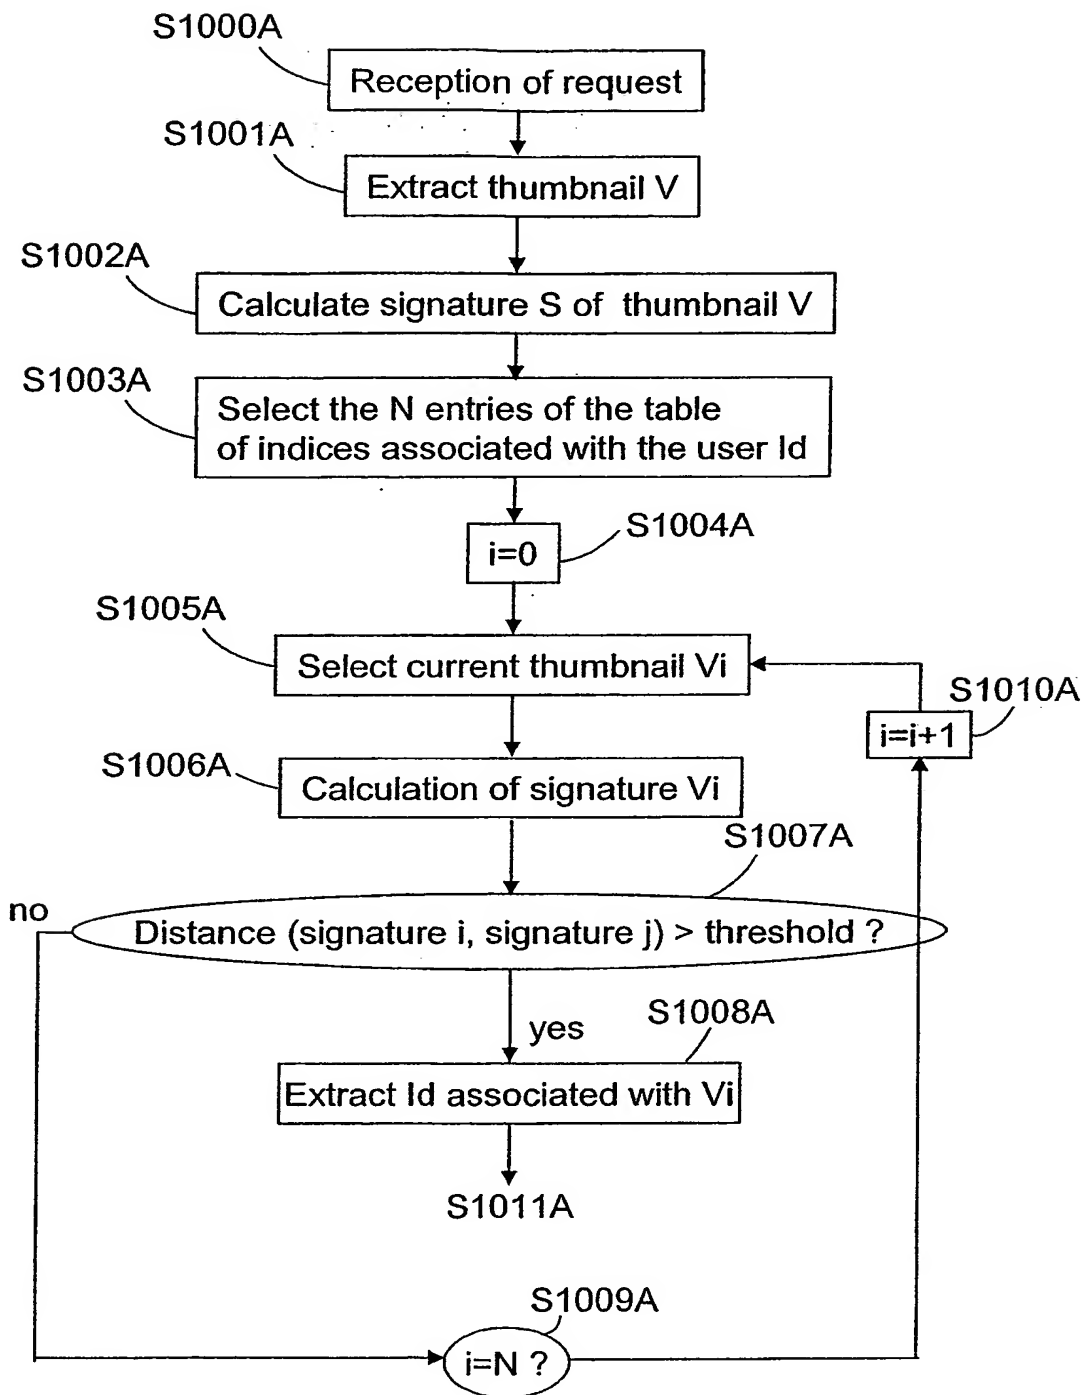 S1000A
Reception of request
S1001A
Extract thumbnail V
S1002A
Calculate signature S of thumbnail V
S1003A
Select the N entries of the table
of indices associated with the user Id
S1004A
i=0
S1005A
Select current thumbnail Vi
S1010A
i=i+1
S1006A
Calculation of signature Vi
S1007A
no
Distance (signature i, signature j) > threshold ?
yes
S1008A
Extract Id associated with Vi
S1011A
S1009A
i=N ?